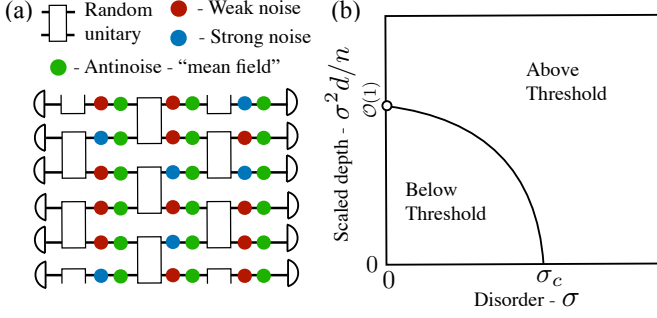 (a)
Random
unitary
- Weak noise
- Strong noise
- Antinoise - “mean field”
(b)
Scaled depth - σ²d/n
𝒪(1)
0
Above
Threshold
Below
Threshold
0
σc
Disorder - σ